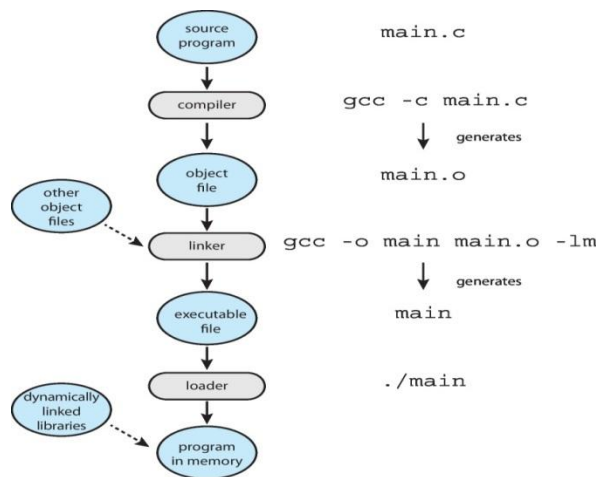 source
program
main.c
compiler
gcc -c main.c
generates
object
file
main.o
other
object
files
linker
gcc -o main main.o -lm
generates
executable
file
main
loader
./main
dynamically
linked
libraries
program
in memory